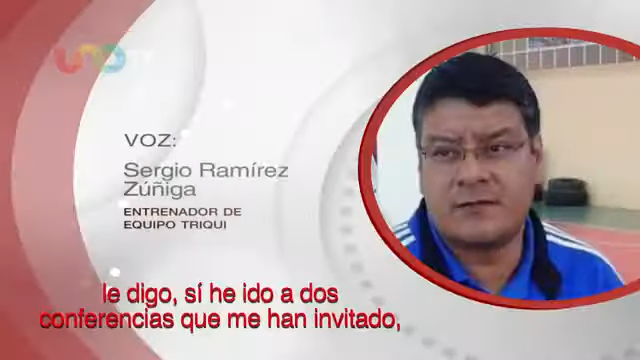 VOZ:
Sergio Ramírez
Zúñiga
ENTRENADOR DE
EQUIPO TRIQUI
le digo, sí he ido a dos
conferencias que me han invitado,